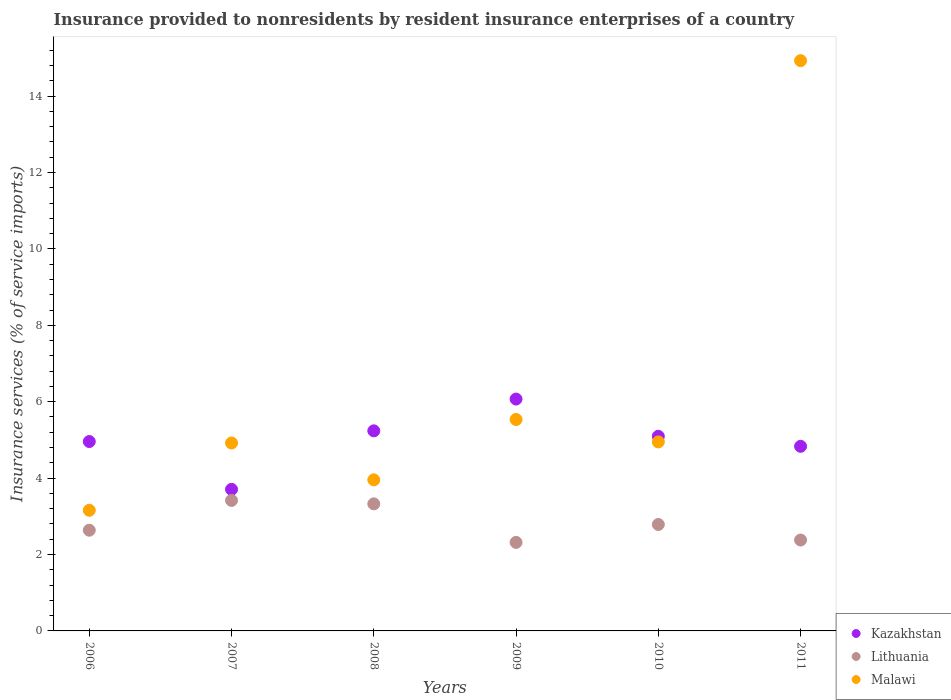 Insurance provided to nonresidents by resident insurance enterprises of a country
Insurance services (% of service imports)
14
12
10
8
6
4
2
0
2006
2007
2008
2009
2010
2011
Years
Kazakhstan
Lithuania
Malawi